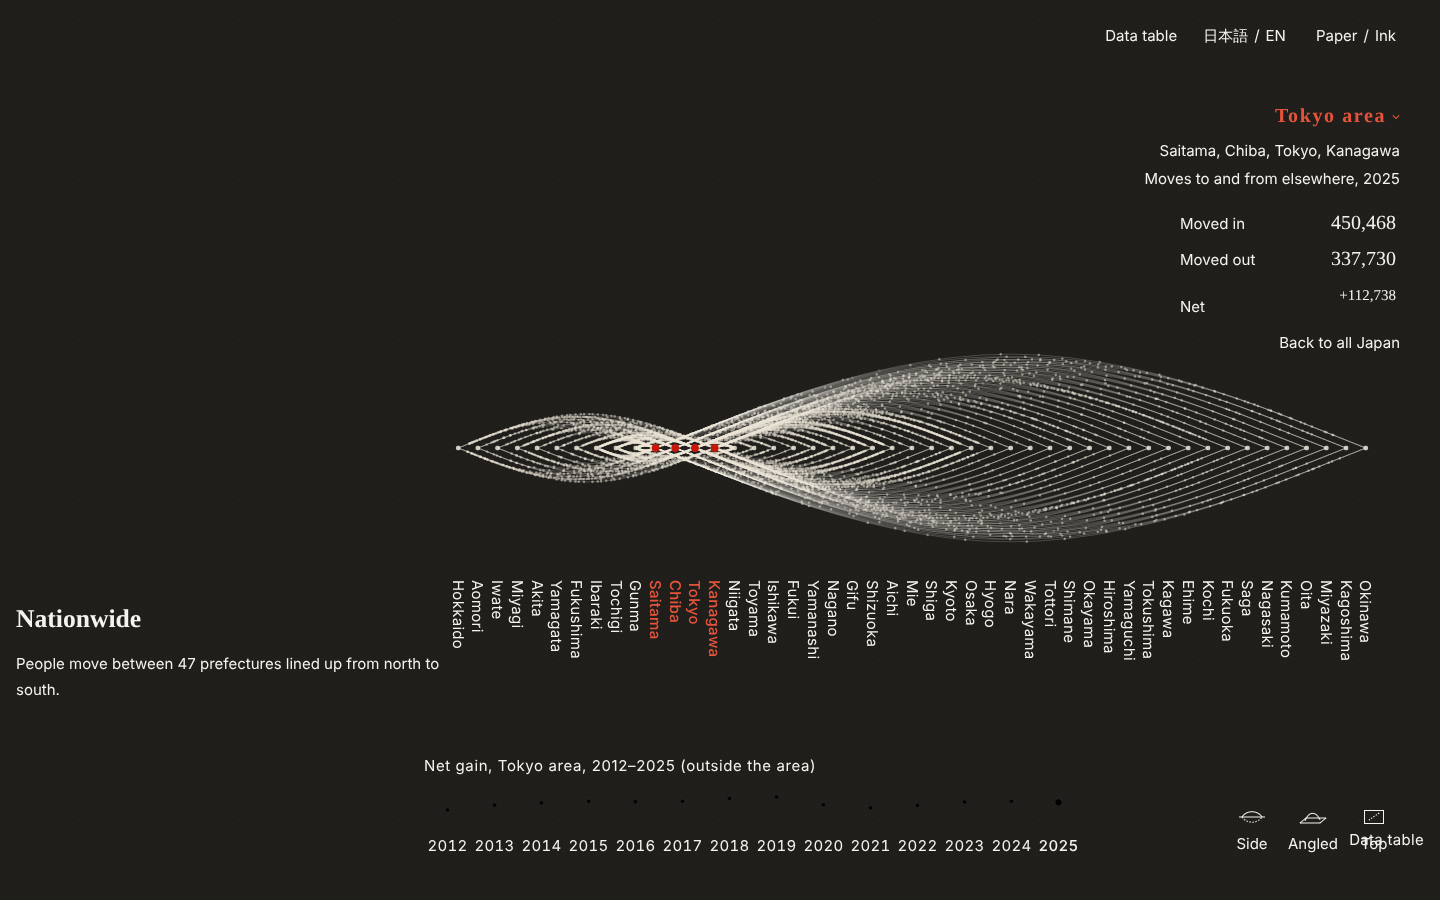 Data table
日本語 / EN
Paper / Ink
Tokyo area
Saitama, Chiba, Tokyo, Kanagawa
Moves to and from elsewhere, 2025
Moved in 450,468
Moved out 337,730
Net +112,738
Back to all Japan
Hokkaido
Aomori
Iwate
Miyagi
Akita
Yamagata
Fukushima
Ibaraki
Tochigi
Gunma
Saitama
Chiba
Tokyo
Kanagawa
Niigata
Toyama
Ishikawa
Fukui
Yamanashi
Nagano
Gifu
Shizuoka
Aichi
Mie
Shiga
Kyoto
Osaka
Hyogo
Nara
Wakayama
Tottori
Shimane
Okayama
Hiroshima
Yamaguchi
Tokushima
Kagawa
Ehime
Kochi
Fukuoka
Saga
Nagasaki
Kumamoto
Oita
Miyazaki
Kagoshima
Okinawa
Nationwide
People move between 47 prefectures lined up from north to
south.
Net gain, Tokyo area, 2012–2025 (outside the area)
2012 2013 2014 2015 2016 2017 2018 2019 2020 2021 2022 2023 2024 2025
Side
Angled
Top
Data table